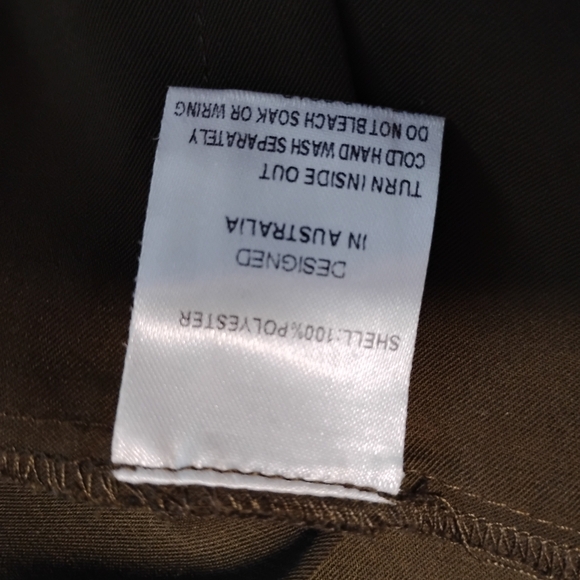 SHELL:100%POLYESTER
DESIGNED
IN AUSTRALIA
TURN INSIDE OUT
COLD HAND WASH SEPARATELY
DO NOT BLEACH SOAK OR WRING